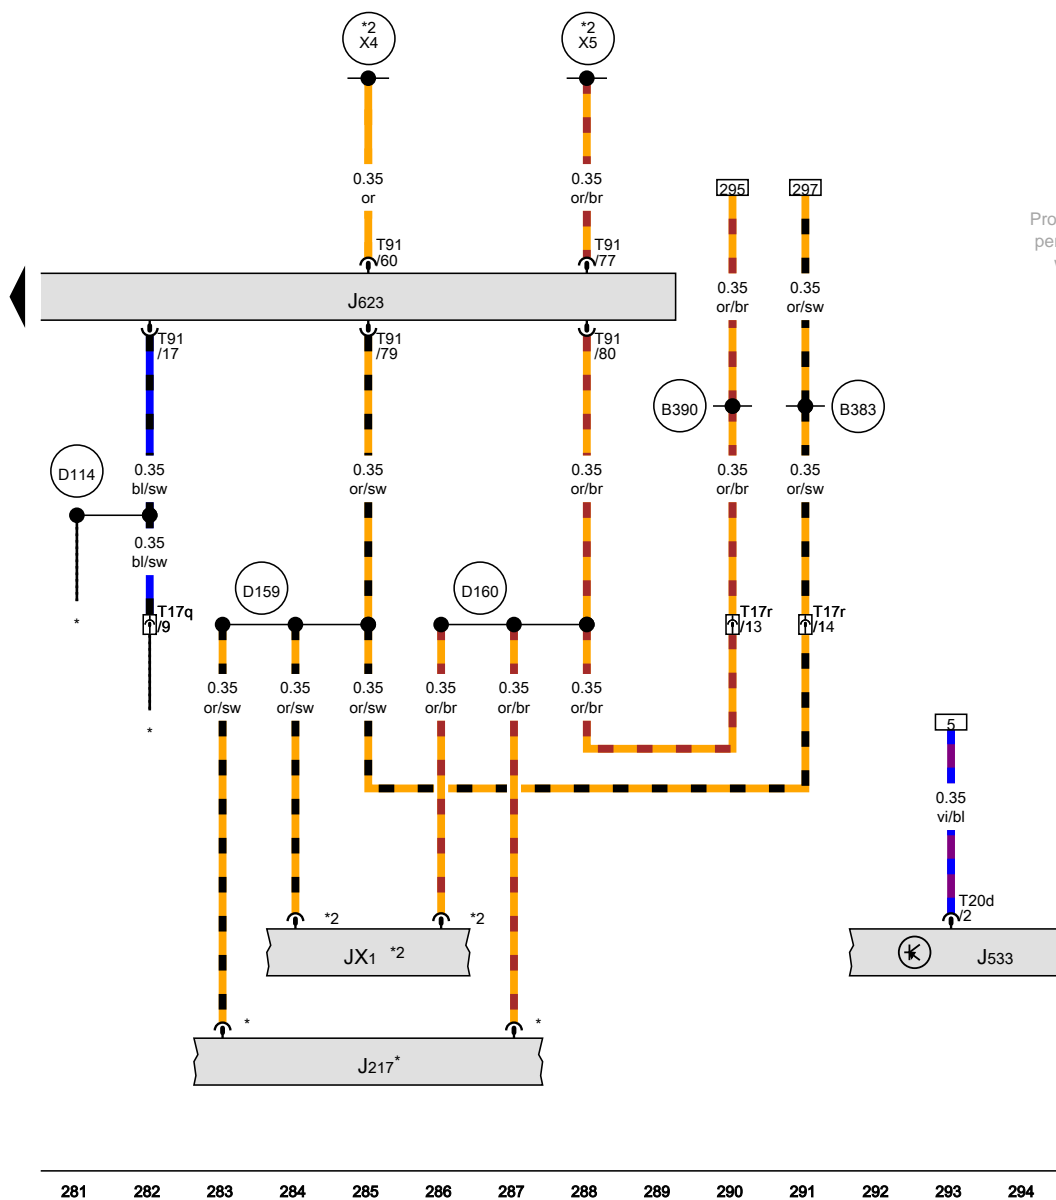 *2
X4
*2
X5
0.35
or
0.35
or/br
295
297
Pro
per
T91
/60
T91
/77
J623
0.35
or/br
0.35
or/sw
T91
/17
T91
/79
T91
/80
B390
B383
D114
0.35
bl/sw
0.35
or/sw
0.35
or/br
0.35
or/br
0.35
or/sw
0.35
bl/sw
D159
D160
*
T17q
/9
T17r
/13
T17r
/14
0.35
or/sw
0.35
or/sw
0.35
or/sw
0.35
or/br
0.35
or/br
0.35
or/br
*
5
0.35
vi/bl
*2
*2
T20d
/2
JX1 *2
J533
*
*
J217*
281 282 283 284 285 286 287 288 289 290 291 292 293 294